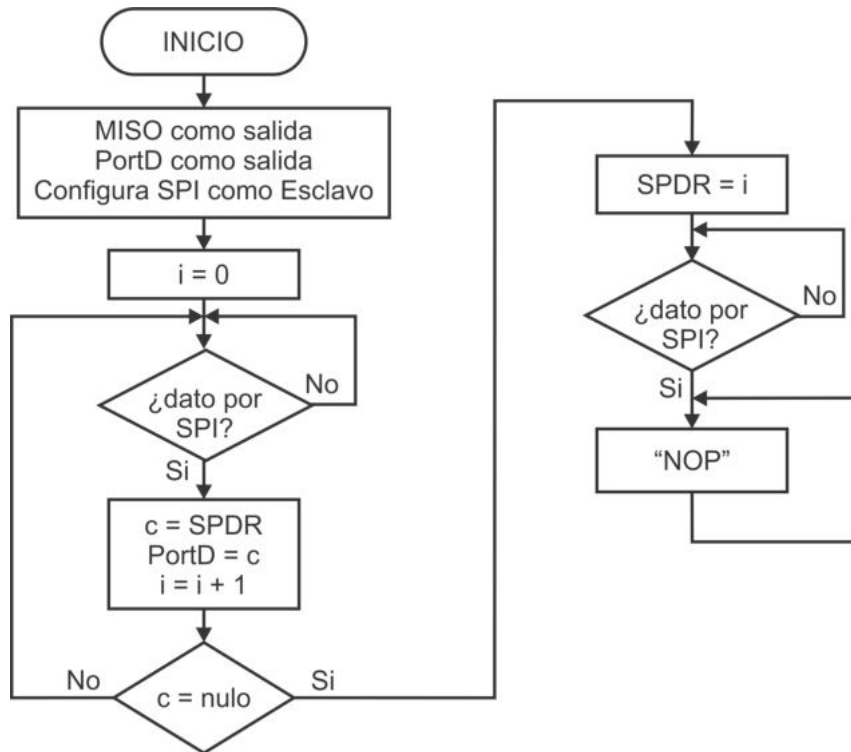 INICIO
MISO como salida
PortD como salida
Configura SPI como Esclavo
i = 0
¿dato por
SPI?
No
Si
c = SPDR
PortD = c
i = i + 1
c = nulo
No
Si
SPDR = i
¿dato por
SPI?
No
Si
“NOP”